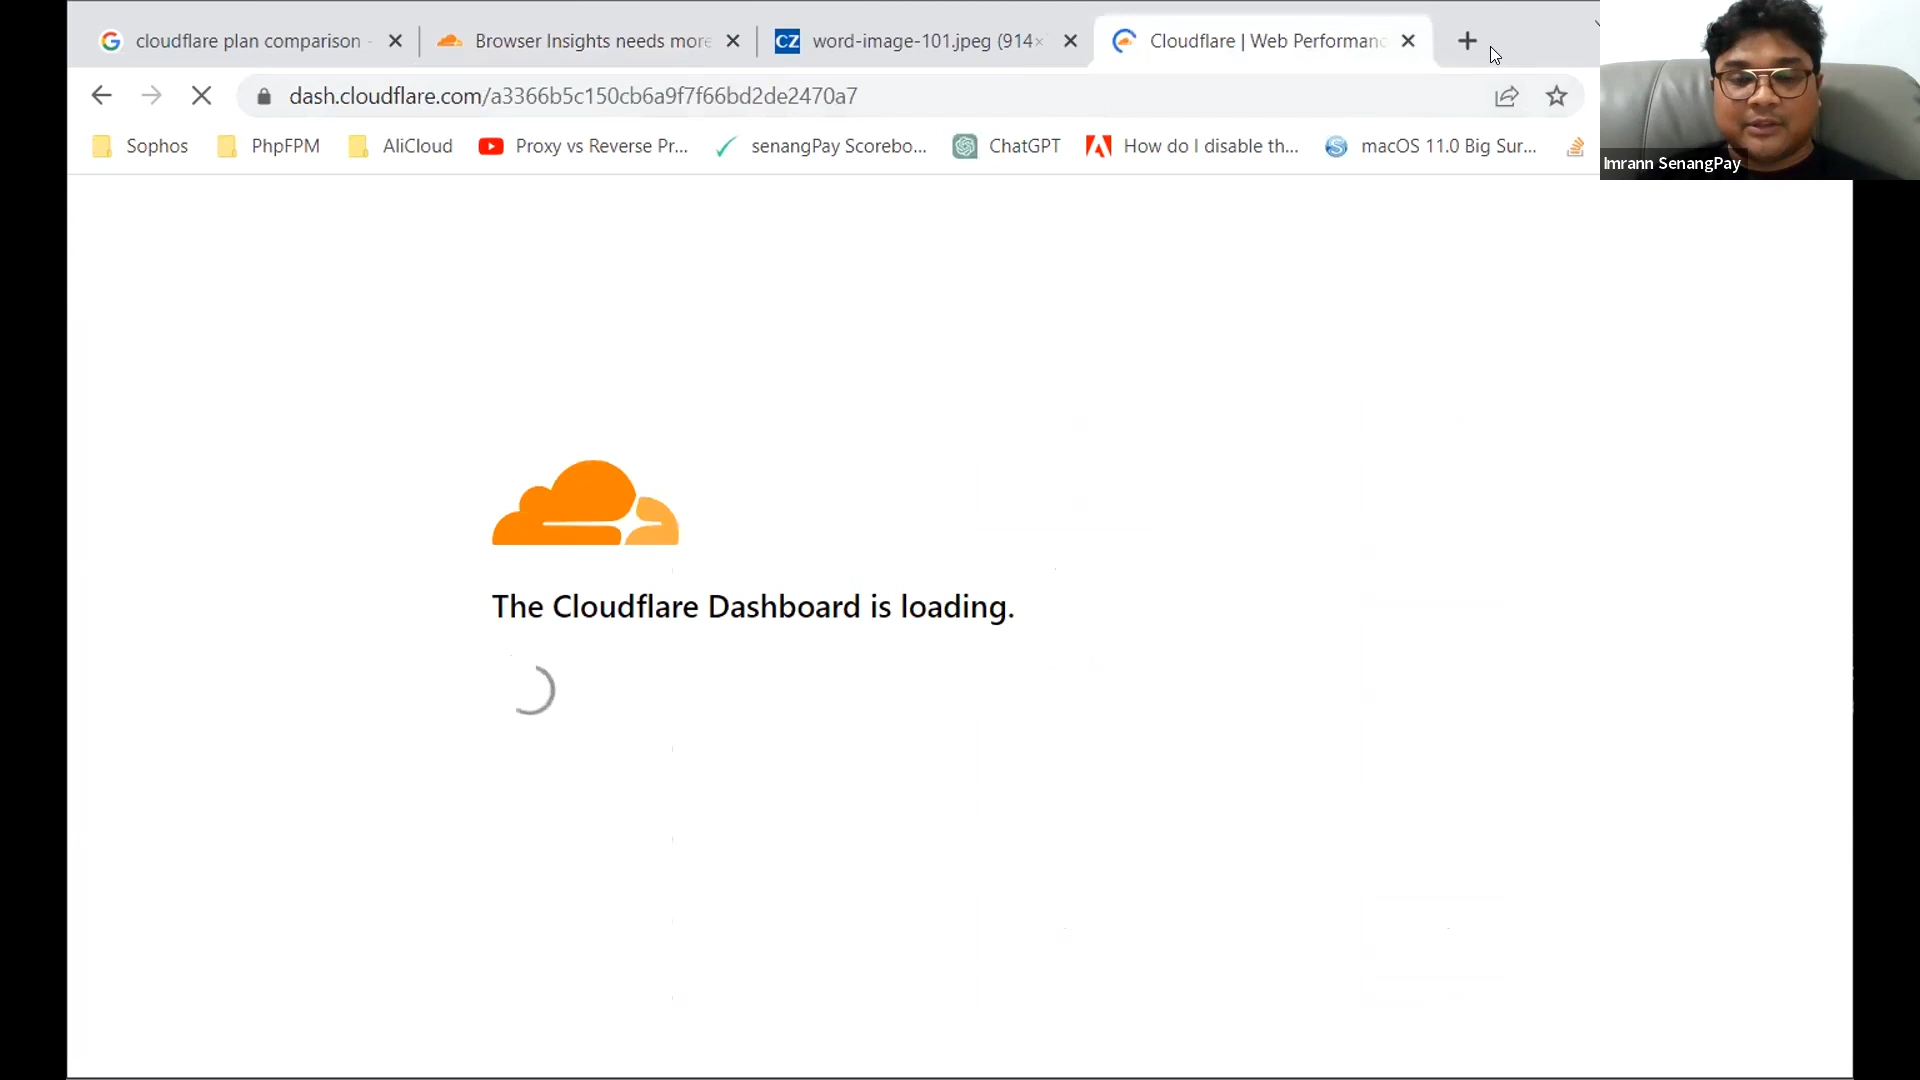 cloudflare plan comparison -
Browser Insights needs more
CZ
word-image-101.jpeg (914×
Cloudflare | Web Performanc
dash.cloudflare.com/a3366b5c150cb6a9f7f66bd2de2470a7
Sophos
PhpFPM
AliCloud
Proxy vs Reverse Pr...
senangPay Scorebo...
ChatGPT
How do I disable th...
macOS 11.0 Big Sur...
Imrann SenangPay
The Cloudflare Dashboard is loading.